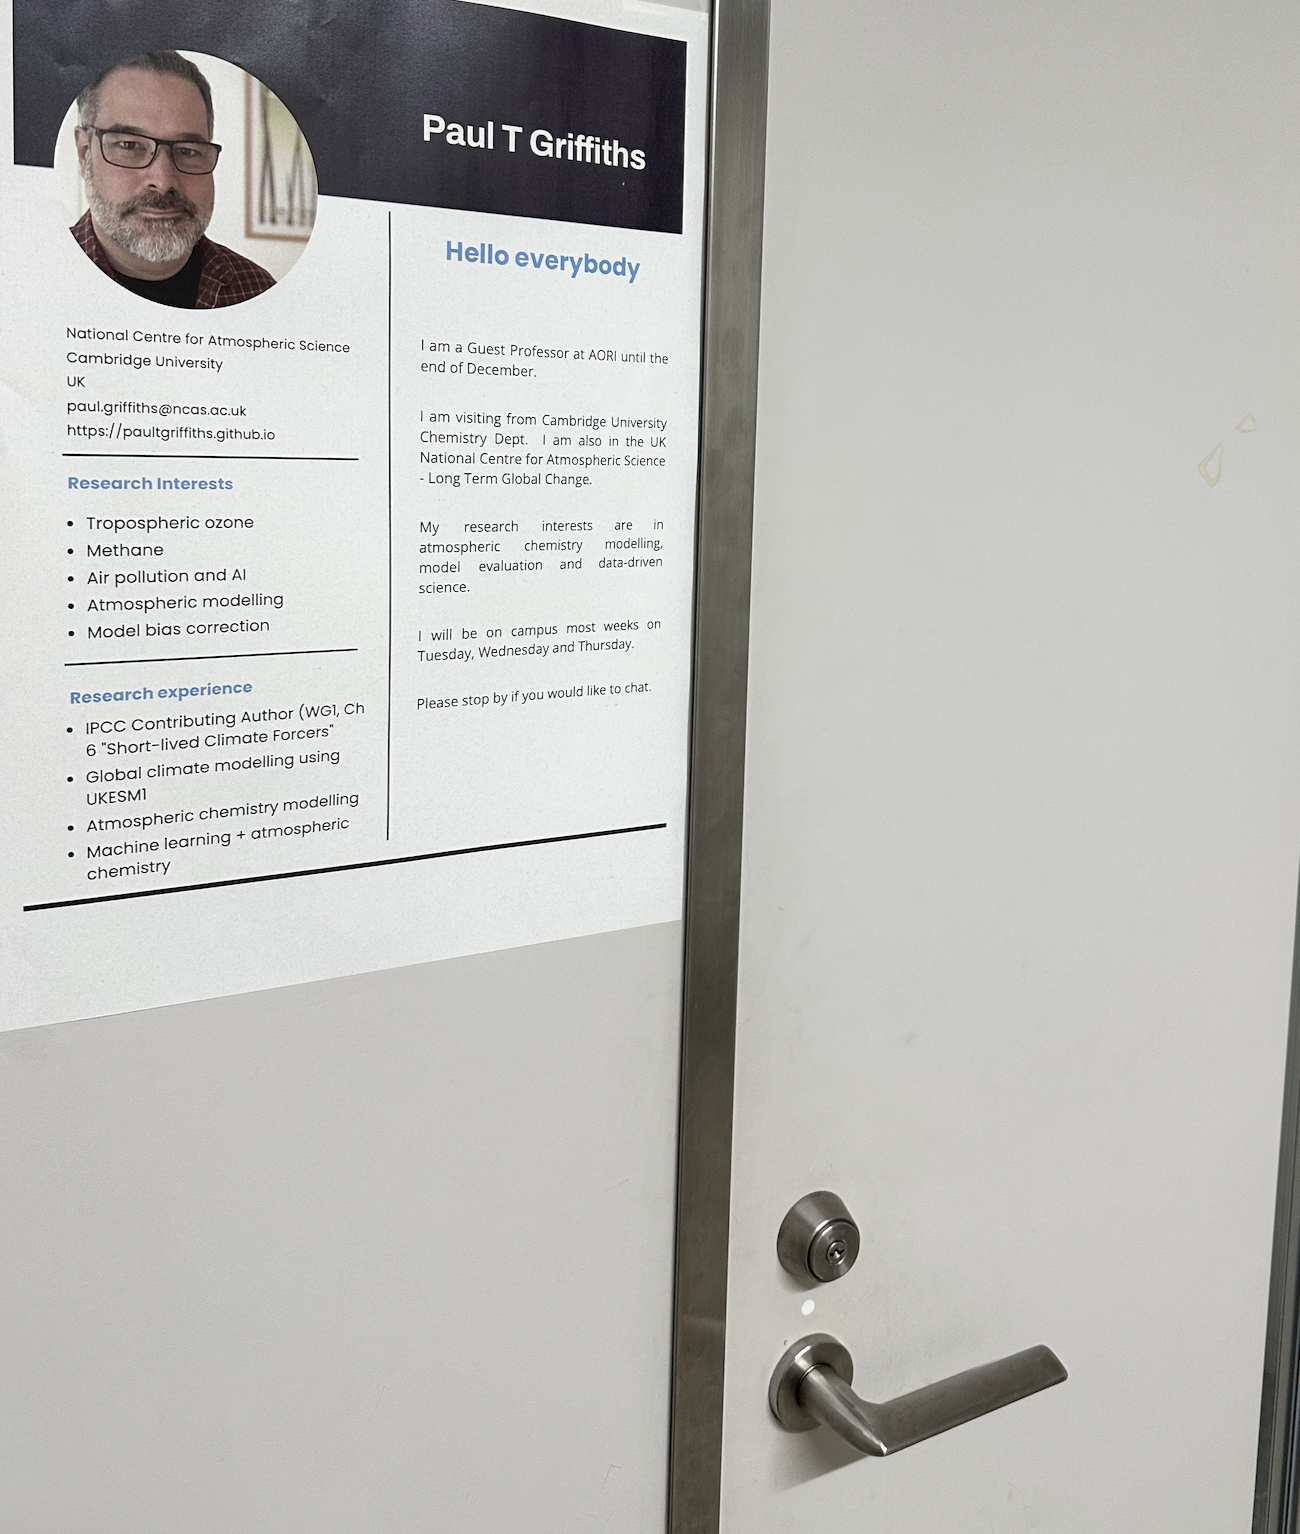 Paul T Griffiths
National Centre for Atmospheric Science
Cambridge University
UK
paul.griffiths@ncas.ac.uk
https://paultgriffiths.github.io
Research Interests
• Tropospheric ozone
• Methane
• Air pollution and AI
• Atmospheric modelling
• Model bias correction
Research experience
• IPCC Contributing Author (WG1, Ch
6 "Short-lived Climate Forcers"
• Global climate modelling using
UKESM1
• Atmospheric chemistry modelling
• Machine learning + atmospheric
chemistry
Hello everybody
I am a Guest Professor at AORI until the
end of December.
I am visiting from Cambridge University
Chemistry Dept. I am also in the UK
National Centre for Atmospheric Science
- Long Term Global Change.
My research interests are in
atmospheric chemistry modelling,
model evaluation and data-driven
science.
I will be on campus most weeks on
Tuesday, Wednesday and Thursday.
Please stop by if you would like to chat.